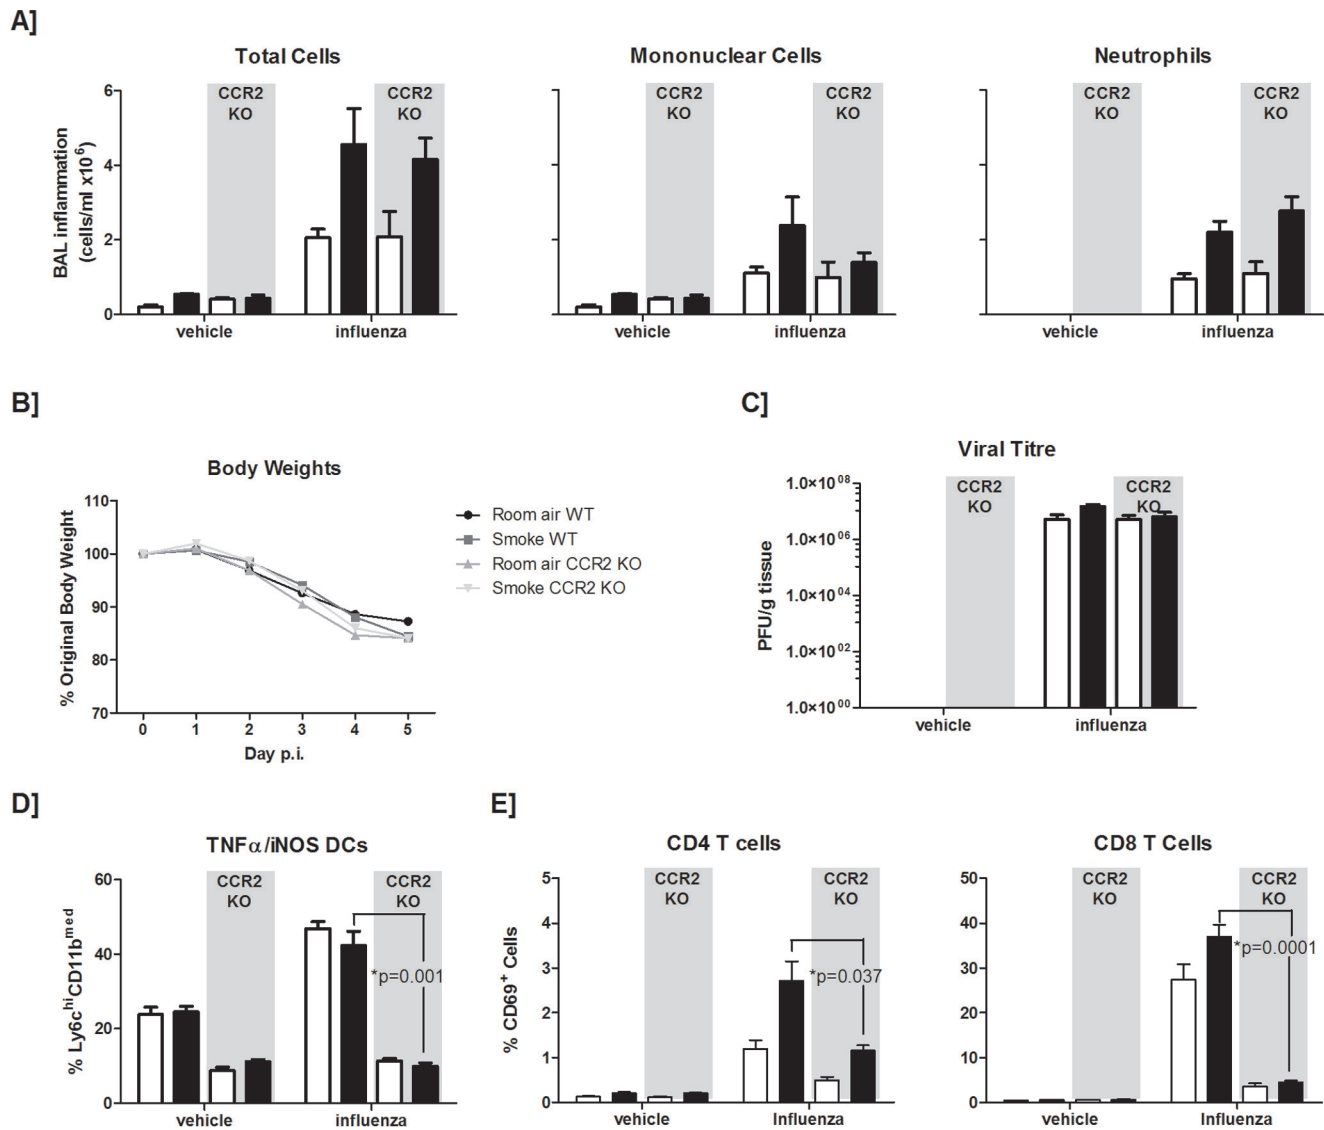 A]
Total Cells
Mononuclear Cells
Neutrophils
BAL inflammation
(cells/ml x10⁶)
6
4
2
0
CCR2
KO
CCR2
KO
vehicle
influenza
CCR2
KO
CCR2
KO
vehicle
influenza
CCR2
KO
CCR2
KO
vehicle
influenza
B]
Body Weights
% Original Body Weight
110
100
90
80
70
0 1 2 3 4 5
Day p.i.
Room air WT
Smoke WT
Room air CCR2 KO
Smoke CCR2 KO
C]
Viral Titre
PFU/g tissue
1.0×10⁰⁸
1.0×10⁰⁶
1.0×10⁰⁴
1.0×10⁰²
1.0×10⁰⁰
CCR2
KO
CCR2
KO
vehicle
influenza
D]
TNFα/iNOS DCs
% Ly6cʰⁱCD11bᵐᵉᵈ
60
40
20
0
CCR2
KO
CCR2
KO
*p=0.001
vehicle
influenza
E]
CD4 T cells
% CD69⁺ Cells
5
4
3
2
1
0
CCR2
KO
CCR2
KO
*p=0.037
vehicle
Influenza
CD8 T Cells
50
40
30
20
10
0
CCR2
KO
CCR2
KO
*p=0.0001
vehicle
Influenza